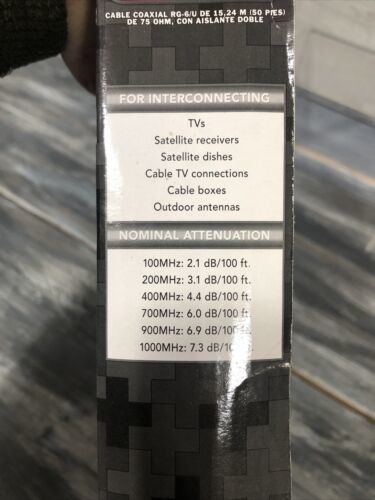 CABLE COAXIAL RG-6/U DE 15,24 M (50 PIES)
DE 75 OHM, CON AISLANTE DOBLE
FOR INTERCONNECTING
TVs
Satellite receivers
Satellite dishes
Cable TV connections
Cable boxes
Outdoor antennas
NOMINAL ATTENUATION
100MHz: 2.1 dB/100 ft.
200MHz: 3.1 dB/100 ft.
400MHz: 4.4 dB/100 ft.
700MHz: 6.0 dB/100 ft.
900MHz: 6.9 dB/100 ft.
1000MHz: 7.3 dB/100 ft.